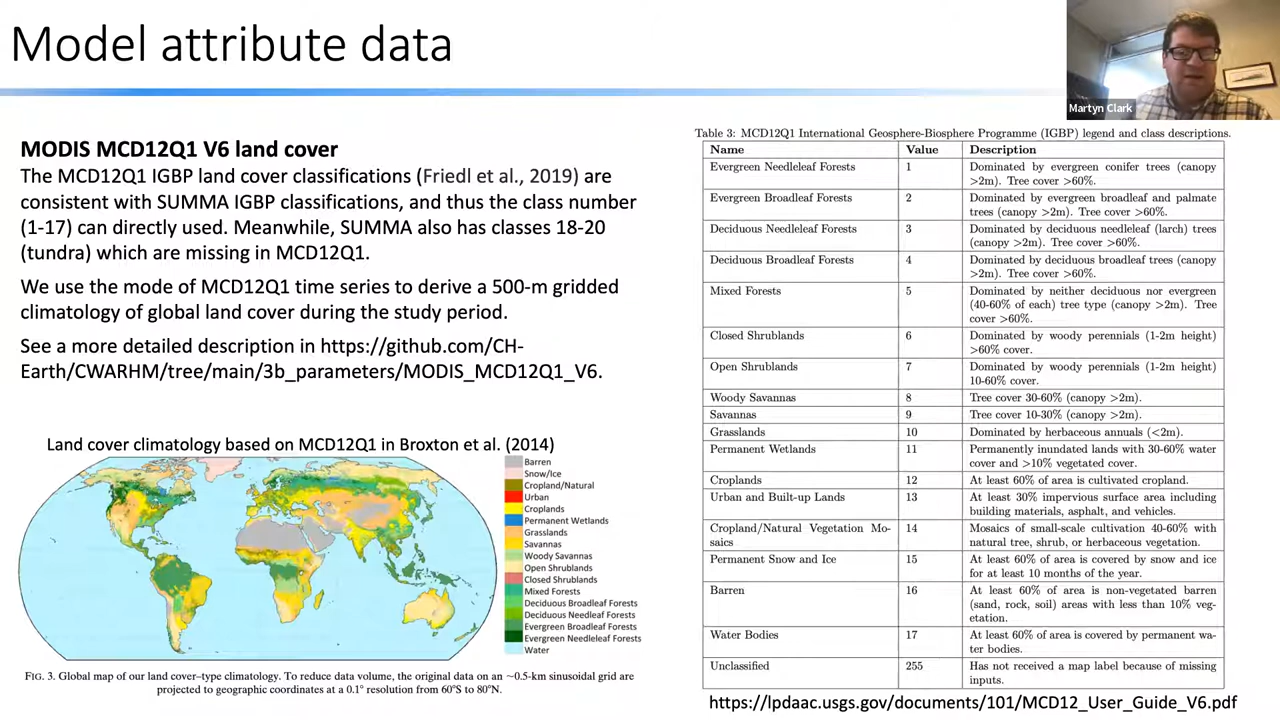 Model attribute data
Martyn Clark
MODIS MCD12Q1 V6 land cover
The MCD12Q1 IGBP land cover classifications (Friedl et al., 2019) are
consistent with SUMMA IGBP classifications, and thus the class number
(1-17) can directly used. Meanwhile, SUMMA also has classes 18-20
(tundra) which are missing in MCD12Q1.
We use the mode of MCD12Q1 time series to derive a 500-m gridded
climatology of global land cover during the study period.
See a more detailed description in https://github.com/CH-
Earth/CWARHM/tree/main/3b_parameters/MODIS_MCD12Q1_V6.
Land cover climatology based on MCD12Q1 in Broxton et al. (2014)
Barren
Snow/Ice
Cropland/Natural
Urban
Croplands
Permanent Wetlands
Grasslands
Savannas
Woody Savannas
Open Shrublands
Closed Shrublands
Mixed Forests
Deciduous Broadleaf Forests
Deciduous Needleaf Forests
Evergreen Broadleaf Forests
Evergreen Needleleaf Forests
Water
FIG. 3. Global map of our land cover–type climatology. To reduce data volume, the original data on an ~0.5-km sinusoidal grid are
projected to geographic coordinates at a 0.1° resolution from 60°S to 80°N.
Table 3: MCD12Q1 International Geosphere-Biosphere Programme (IGBP) legend and class descriptions.
Name Value Description
Evergreen Needleleaf Forests 1 Dominated by evergreen conifer trees (canopy
>2m). Tree cover >60%.
Evergreen Broadleaf Forests 2 Dominated by evergreen broadleaf and palmate
trees (canopy >2m). Tree cover >60%.
Deciduous Needleleaf Forests 3 Dominated by deciduous needleleaf (larch) trees
(canopy >2m). Tree cover >60%.
Deciduous Broadleaf Forests 4 Dominated by deciduous broadleaf trees (canopy
>2m). Tree cover >60%.
Mixed Forests 5 Dominated by neither deciduous nor evergreen
(40-60% of each) tree type (canopy >2m). Tree
cover >60%.
Closed Shrublands 6 Dominated by woody perennials (1-2m height)
>60% cover.
Open Shrublands 7 Dominated by woody perennials (1-2m height)
10-60% cover.
Woody Savannas 8 Tree cover 30-60% (canopy >2m).
Savannas 9 Tree cover 10-30% (canopy >2m).
Grasslands 10 Dominated by herbaceous annuals (<2m).
Permanent Wetlands 11 Permanently inundated lands with 30-60% water
cover and >10% vegetated cover.
Croplands 12 At least 60% of area is cultivated cropland.
Urban and Built-up Lands 13 At least 30% impervious surface area including
building materials, asphalt, and vehicles.
Cropland/Natural Vegetation Mo- 14 Mosaics of small-scale cultivation 40-60% with
saics natural tree, shrub, or herbaceous vegetation.
Permanent Snow and Ice 15 At least 60% of area is covered by snow and ice
for at least 10 months of the year.
Barren 16 At least 60% of area is non-vegetated barren
(sand, rock, soil) areas with less than 10% veg-
etation.
Water Bodies 17 At least 60% of area is covered by permanent wa-
ter bodies.
Unclassified 255 Has not received a map label because of missing
inputs.
https://lpdaac.usgs.gov/documents/101/MCD12_User_Guide_V6.pdf